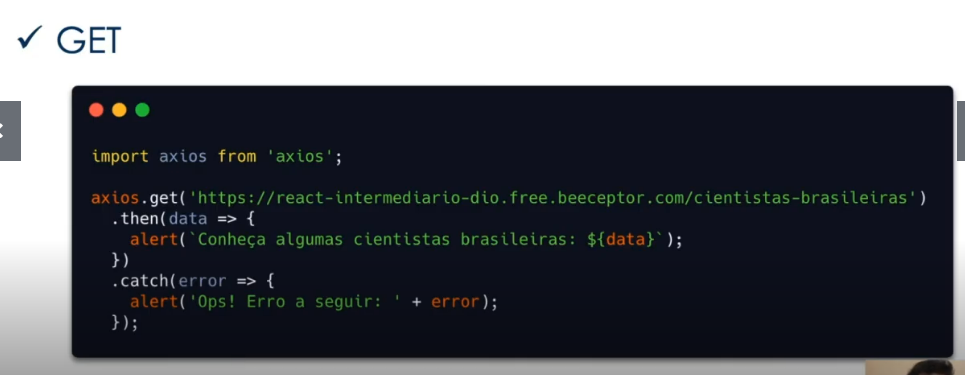 ✓ GET
import axios from 'axios';
axios.get('https://react-intermediario-dio.free.beeceptor.com/cientistas-brasileiras')
.then(data => {
alert(`Conheça algumas cientistas brasileiras: ${data}`);
})
.catch(error => {
alert('Ops! Erro a seguir: ' + error);
});